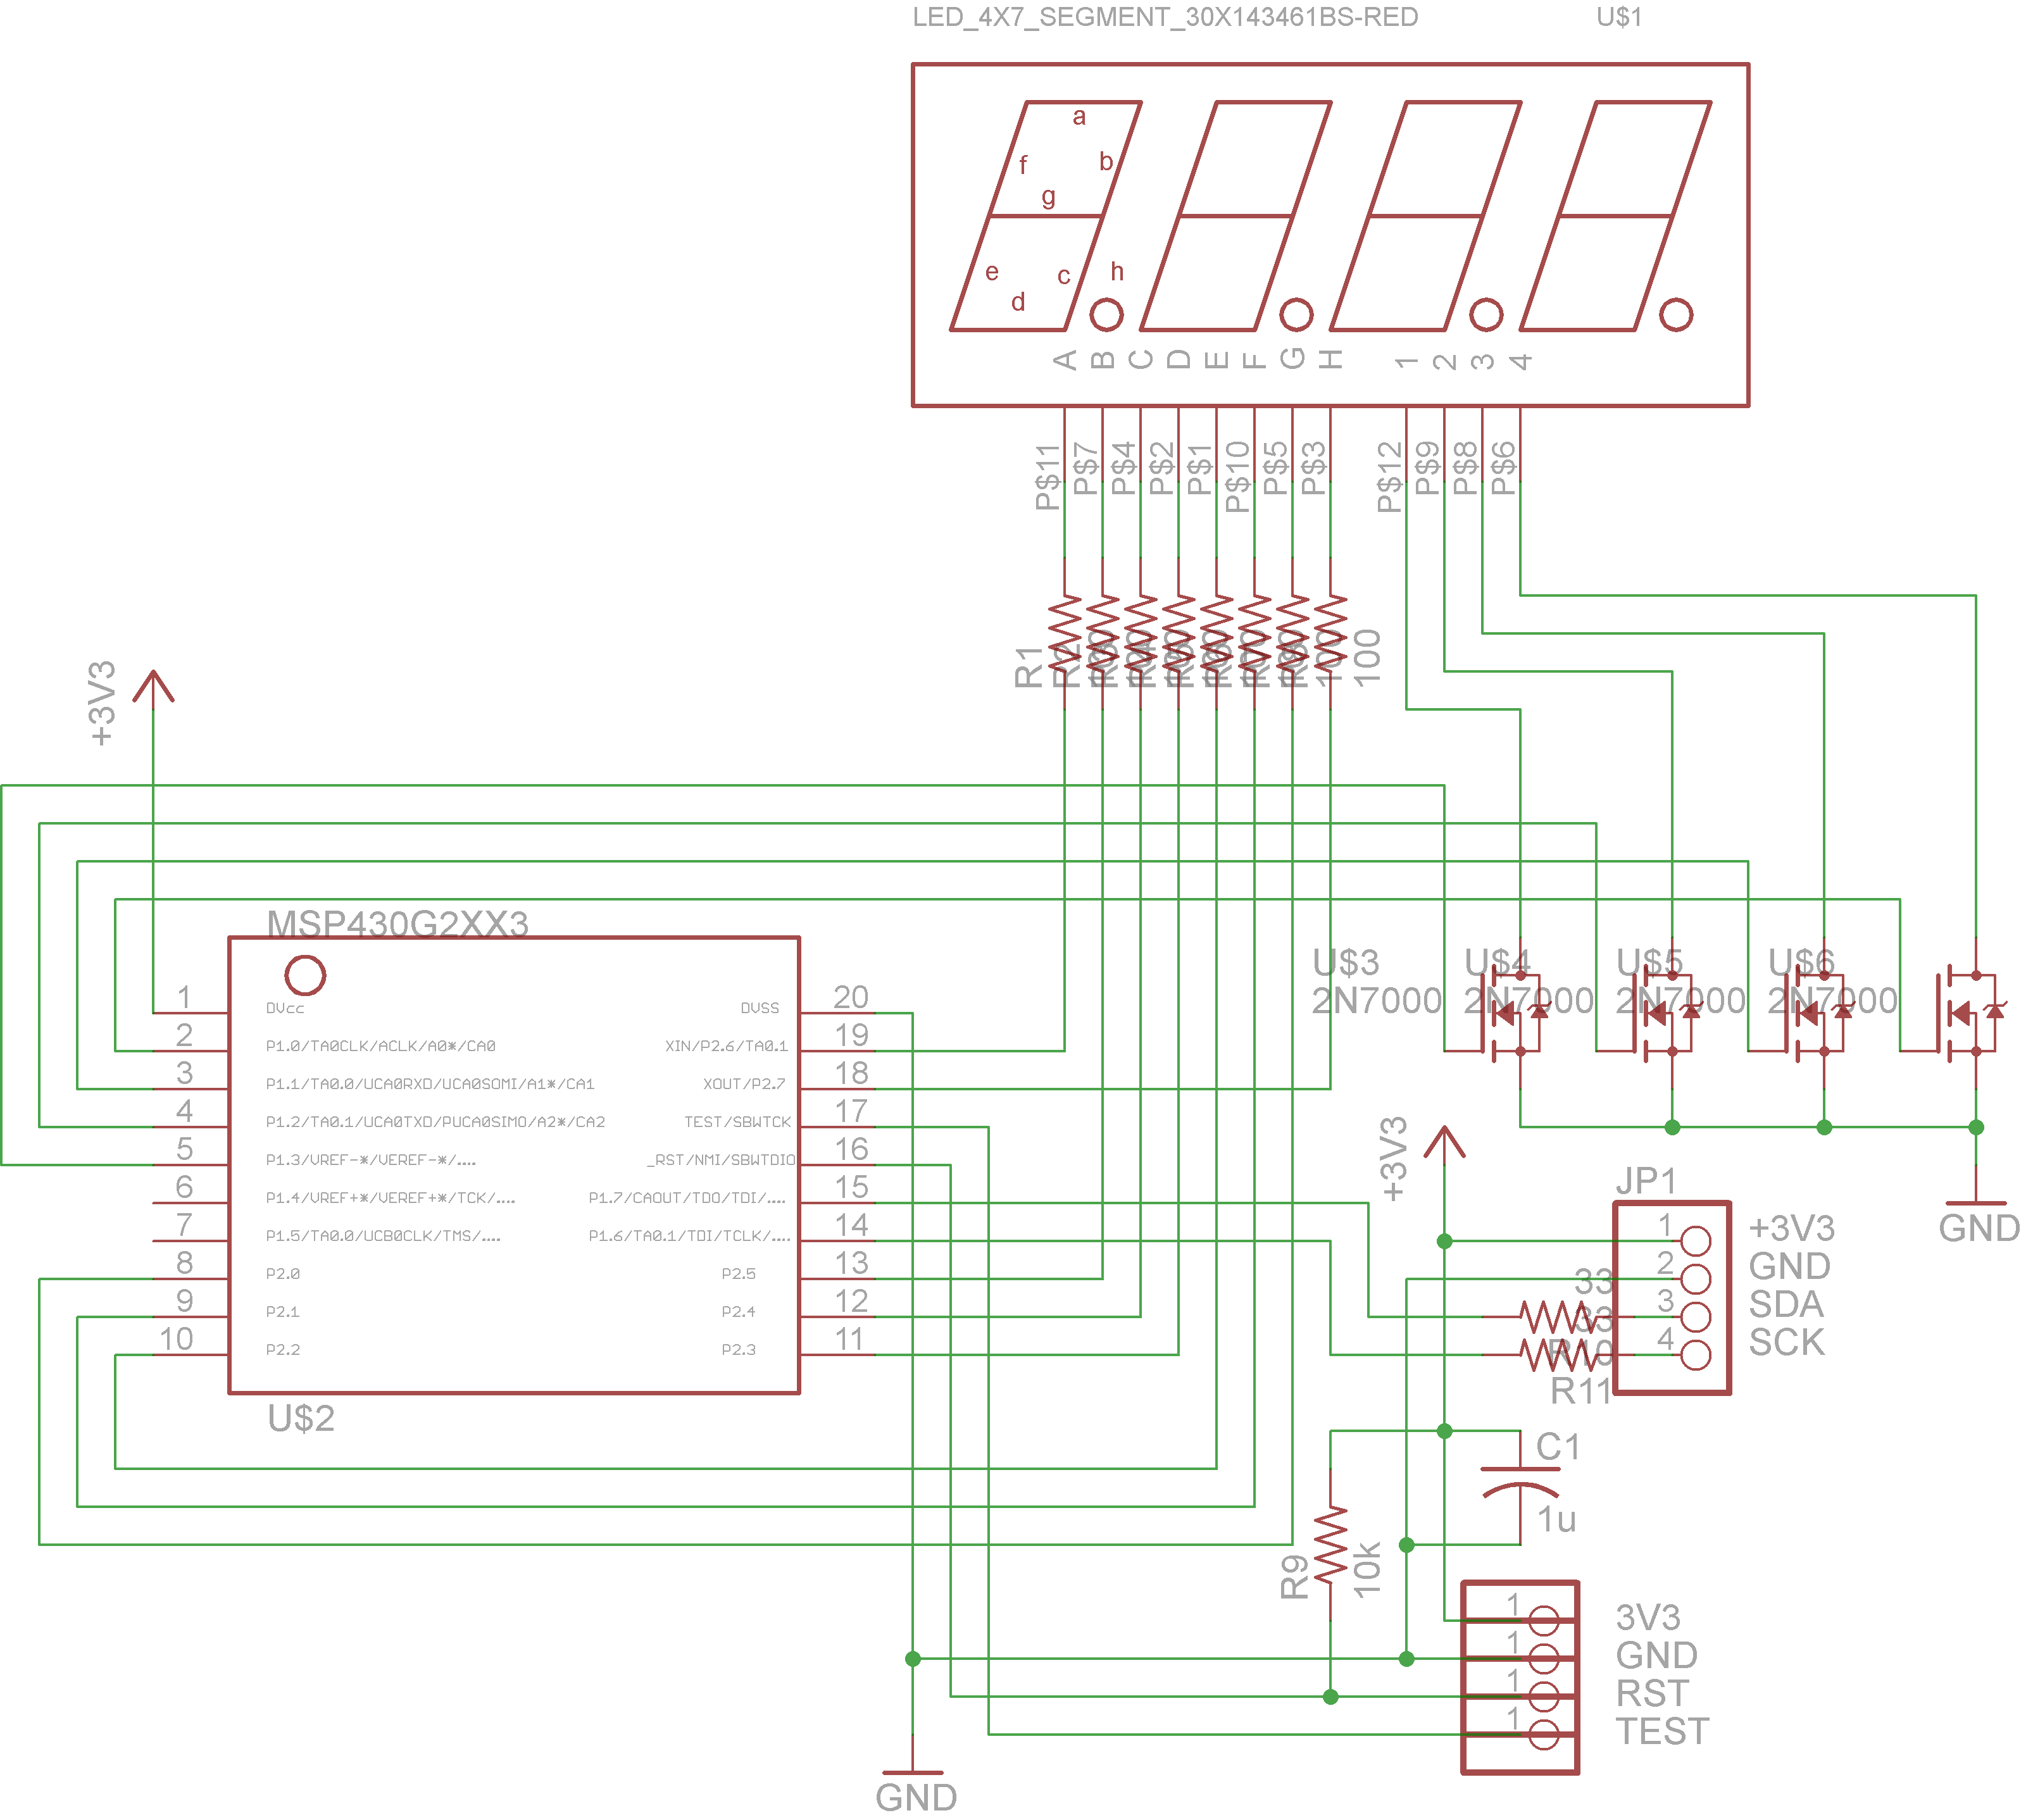 LED_4X7_SEGMENT_30X143461BS-RED U$1
a
f b
g
e c h
d
A B C D E F G H 1 2 3 4
P$11 P$7 P$4 P$2 P$1 P$10 P$5 P$3 P$12 P$9 P$8 P$6
R1 100
+3V3
MSP430G2XX3
1 DVcc DVSS 20
2 P1.0/TA0CLK/ACLK/A0*/CA0 XIN/P2.6/TA0.1 19
3 P1.1/TA0.0/UCA0RXD/UCA0SOMI/A1*/CA1 XOUT/P2.7 18
4 P1.2/TA0.1/UCA0TXD/PUCA0SIMO/A2*/CA2 TEST/SBWTCK 17
5 P1.3/VREF-*/VEREF-*/.... _RST/NMI/SBWTDIO 16
6 P1.4/VREF+*/VEREF+*/TCK/.... P1.7/CAOUT/TDO/TDI/.... 15
7 P1.5/TA0.0/UCB0CLK/TMS/.... P1.6/TA0.1/TDI/TCLK/.... 14
8 P2.0 P2.5 13
9 P2.1 P2.4 12
10 P2.2 P2.3 11
U$2
U$3 U$4 U$5 U$6
2N7000 2N7000 2N7000 2N7000
+3V3
GND
JP1
1 +3V3
2 GND
3 SDA
4 SCK
33
33
R10
R11
C1
1u
R9 10k
1 3V3
1 GND
1 RST
1 TEST
GND